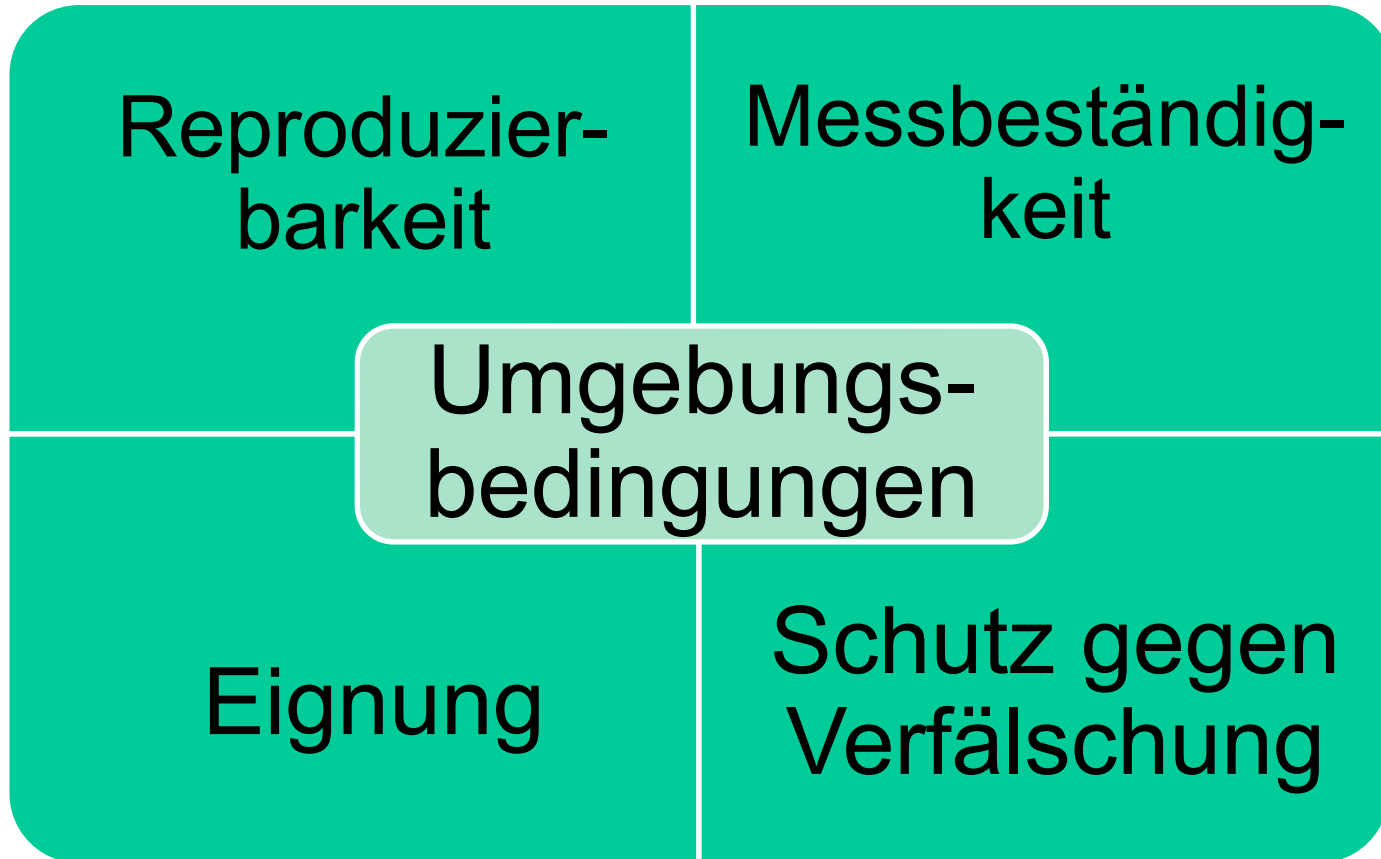 Reproduzier-
barkeit
Messbeständig-
keit
Umgebungs-
bedingungen
Eignung
Schutz gegen
Verfälschung